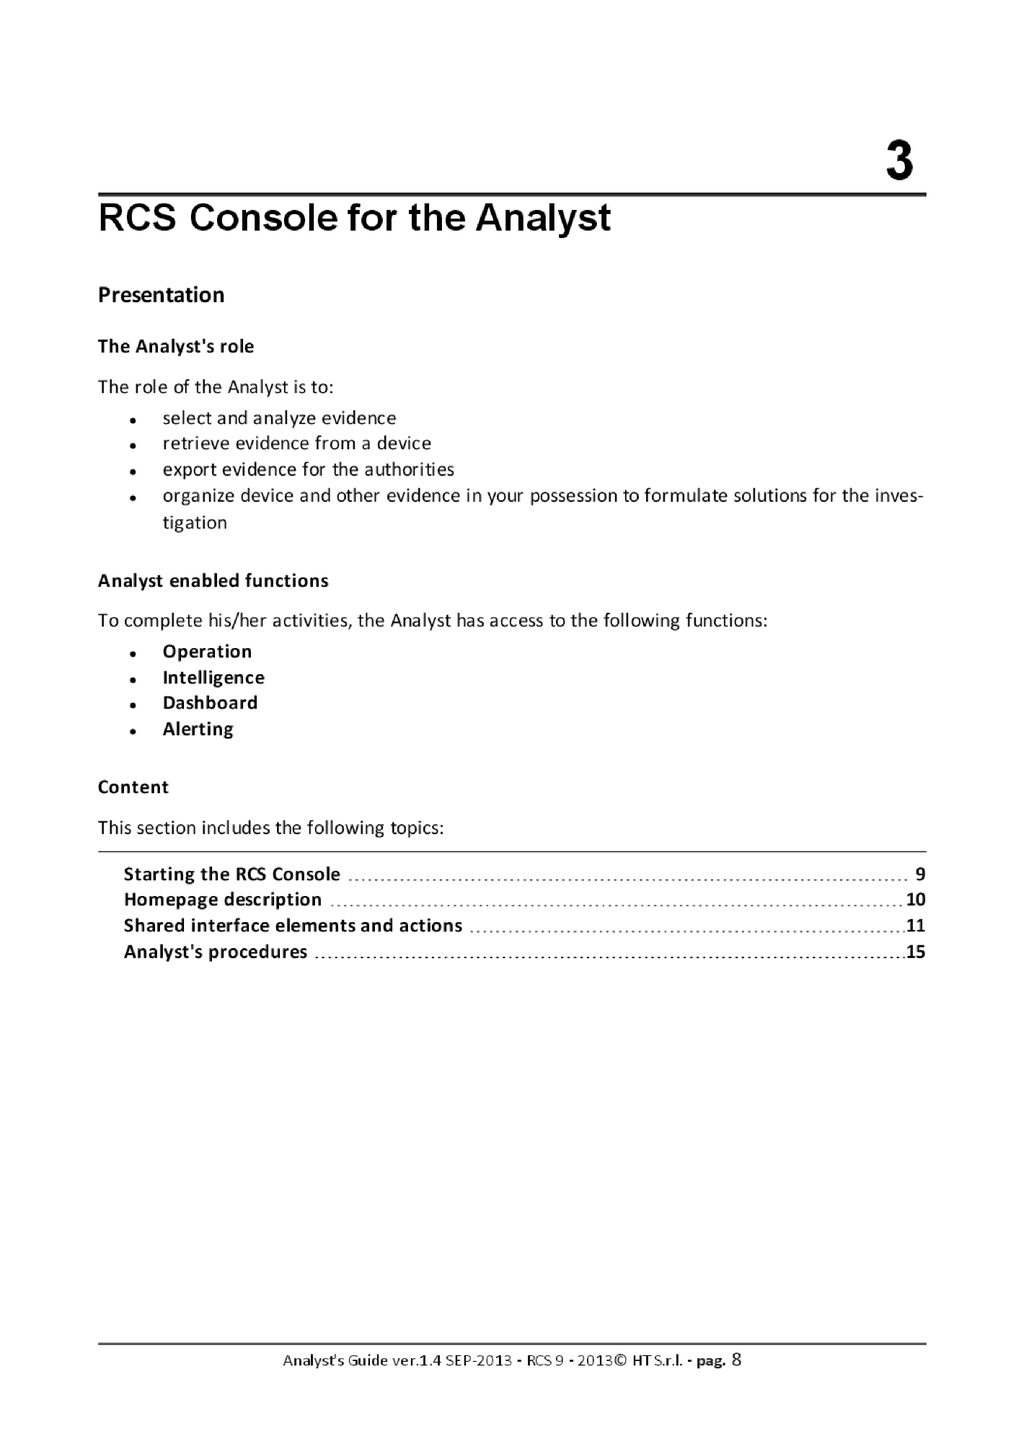 3
RCS Console for the Analyst
Presentation
The Analyst's role
The role of the Analyst is to:
• select and analyze evidence
• retrieve evidence from a device
• export evidence for the authorities
• organize device and other evidence in your possession to formulate solutions for the inves-
tigation
Analyst enabled functions
To complete his/her activities, the Analyst has access to the following functions:
• Operation
• Intelligence
• Dashboard
• Alerting
Content
This section includes the following topics:
Starting the RCS Console 9
Homepage description 10
Shared interface elements and actions 11
Analyst's procedures 15
Analyst's Guide ver.1.4 SEP-2013 - RCS 9 - 2013© HT S.r.l. - pag. 8